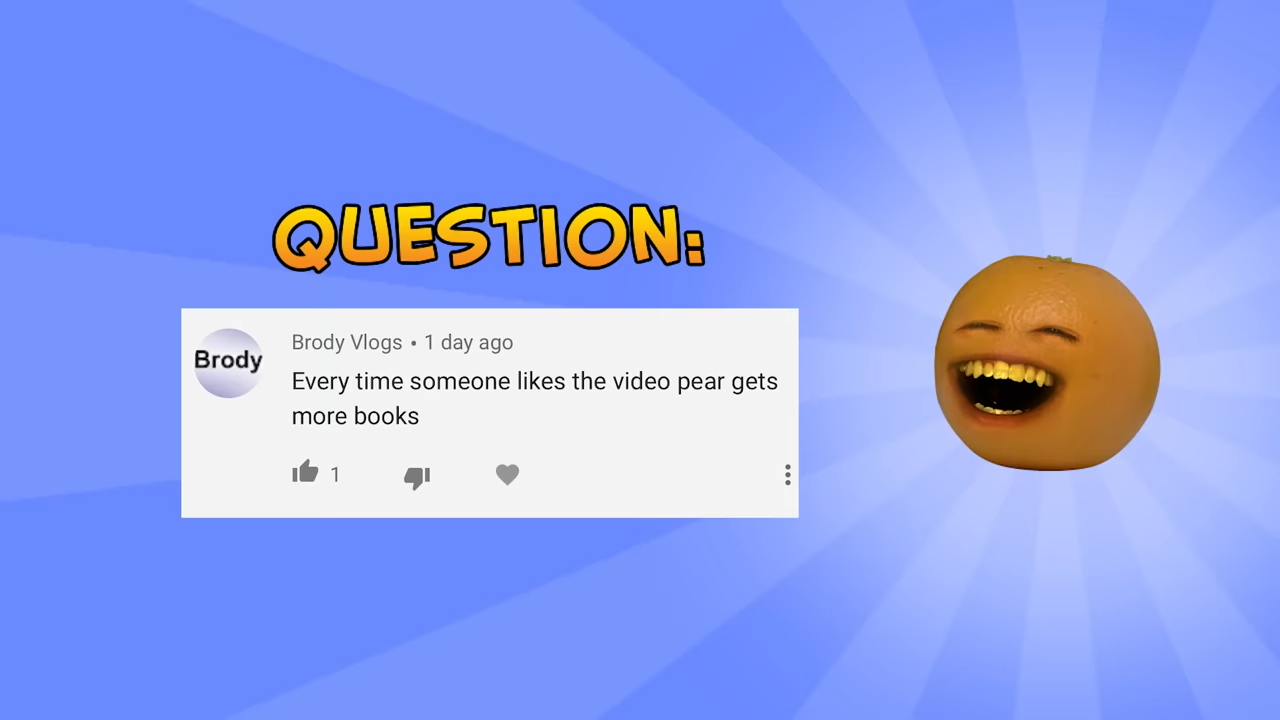 QUESTION:
Brody
Brody Vlogs • 1 day ago
Every time someone likes the video pear gets
more books
1